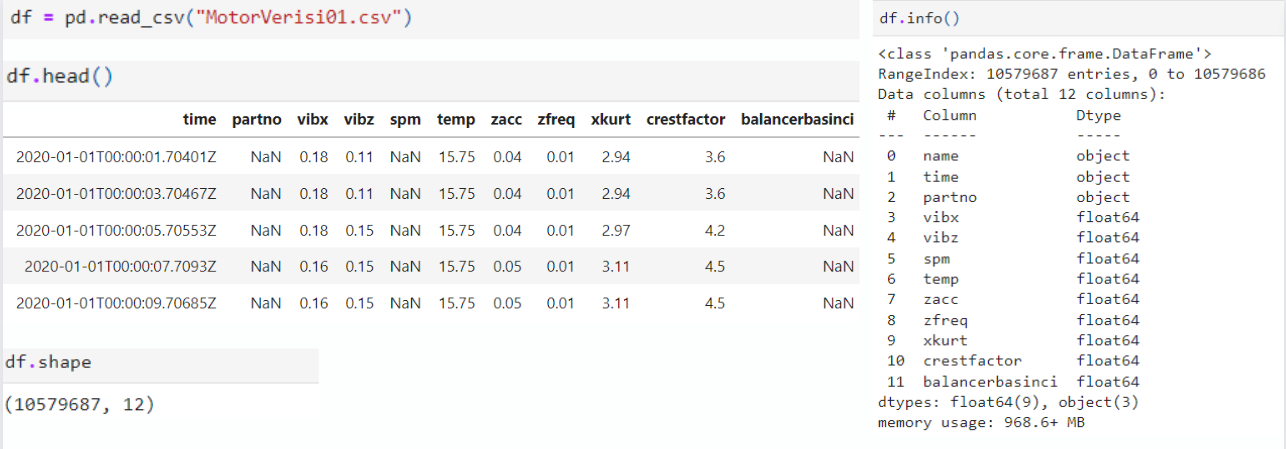 df = pd.read_csv("MotorVerisi01.csv")
df.head()
time partno vibx vibz spm temp zacc zfreq xkurt crestfactor balancerbasinci
2020-01-01T00:00:01.70401Z NaN 0.18 0.11 NaN 15.75 0.04 0.01 2.94 3.6 NaN
2020-01-01T00:00:03.70467Z NaN 0.18 0.11 NaN 15.75 0.04 0.01 2.94 3.6 NaN
2020-01-01T00:00:05.70553Z NaN 0.18 0.15 NaN 15.75 0.04 0.01 2.97 4.2 NaN
2020-01-01T00:00:07.7093Z NaN 0.16 0.15 NaN 15.75 0.05 0.01 3.11 4.5 NaN
2020-01-01T00:00:09.70685Z NaN 0.16 0.15 NaN 15.75 0.05 0.01 3.11 4.5 NaN
df.shape
(10579687, 12)
df.info()
<class 'pandas.core.frame.DataFrame'>
RangeIndex: 10579687 entries, 0 to 10579686
Data columns (total 12 columns):
# Column Dtype
--- ------ -----
0 name object
1 time object
2 partno object
3 vibx float64
4 vibz float64
5 spm float64
6 temp float64
7 zacc float64
8 zfreq float64
9 xkurt float64
10 crestfactor float64
11 balancerbasinci float64
dtypes: float64(9), object(3)
memory usage: 968.6+ MB